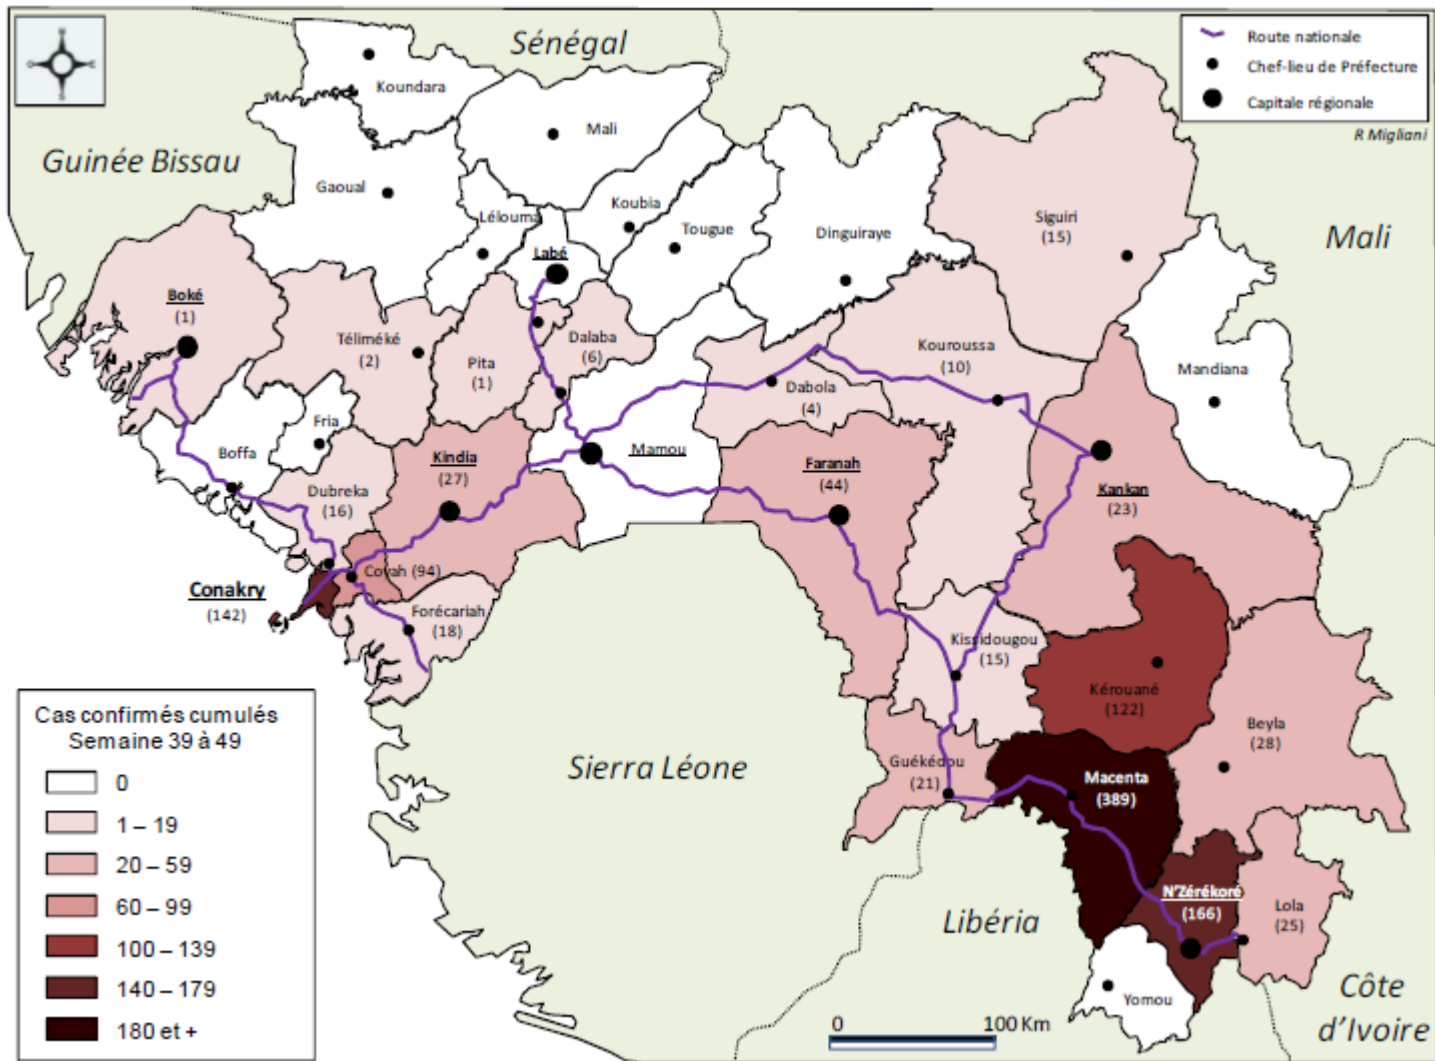 Sénégal
Route nationale
Chef-lieu de Préfecture
Capitale régionale
R Migliani
Koundara
Mali
Guinée Bissau
Gaoual
Lélouma
Koubia
Tougue
Dinguiraye
Siguiri
(15)
Mali
Labé
Boké
(1)
Téliméké
(2)
Pita
(1)
Dalaba
(6)
Kouroussa
(10)
Mandiana
Dabola
(4)
Fria
Boffa
Kindia
(27)
Mamou
Faranah
(44)
Kankan
(23)
Dubreka
(16)
Conakry
(142)
Coyah (94)
Forécariah
(18)
Kissidougou
(15)
Kérouané
(122)
Beyla
(28)
Cas confirmés cumulés
Semaine 39 à 49
0
1 – 19
20 – 59
60 – 99
100 – 139
140 – 179
180 et +
Sierra Léone
Guékédou
(21)
Macenta
(389)
N'Zérékoré
(166)
Lola
(25)
Libéria
Yomou
Côte
d'Ivoire
0
100 Km